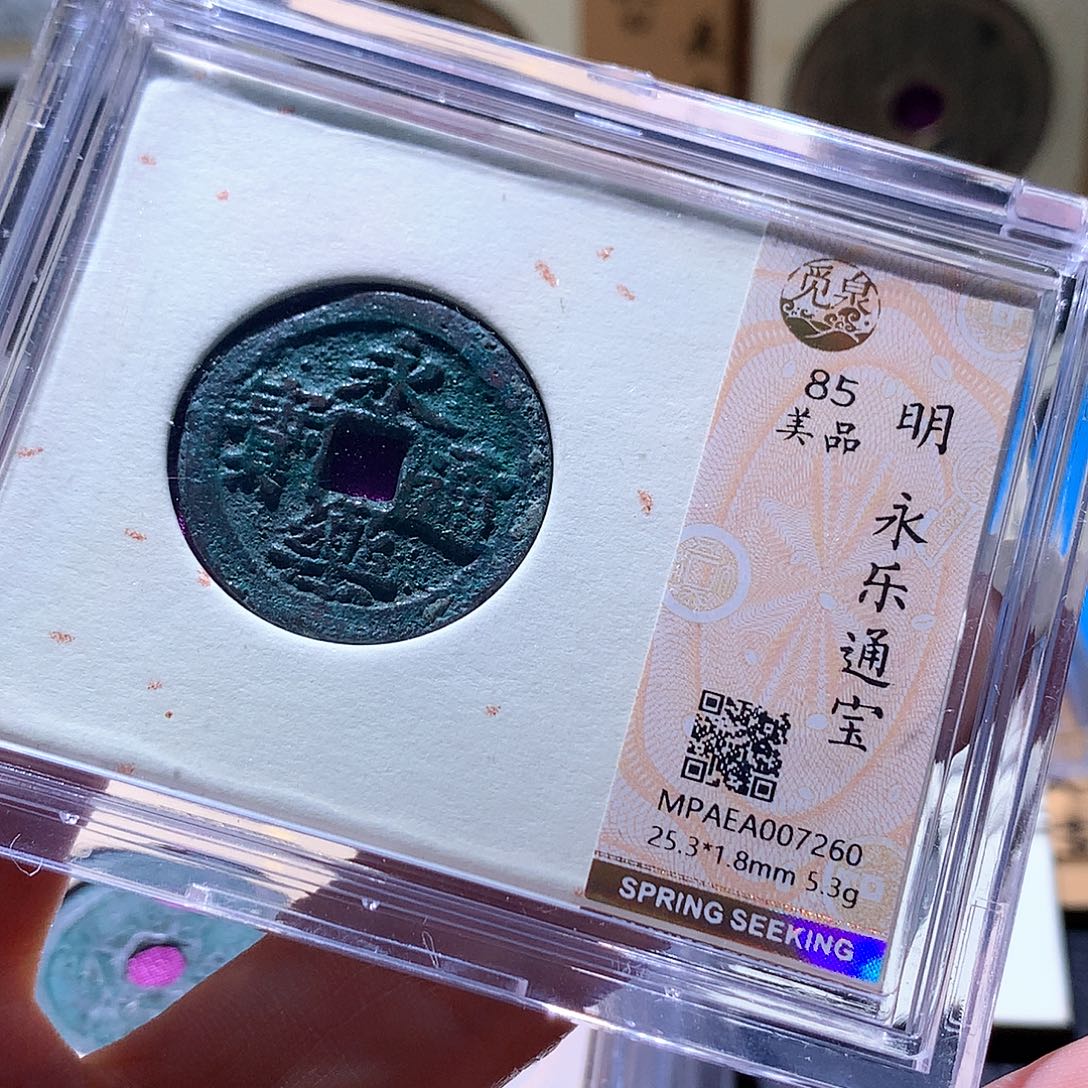 觅泉
85
美品
明 永乐通宝
MPAEA007260
25.3*1.8mm 5.3g
SPRING SEEKING
永樂通寶